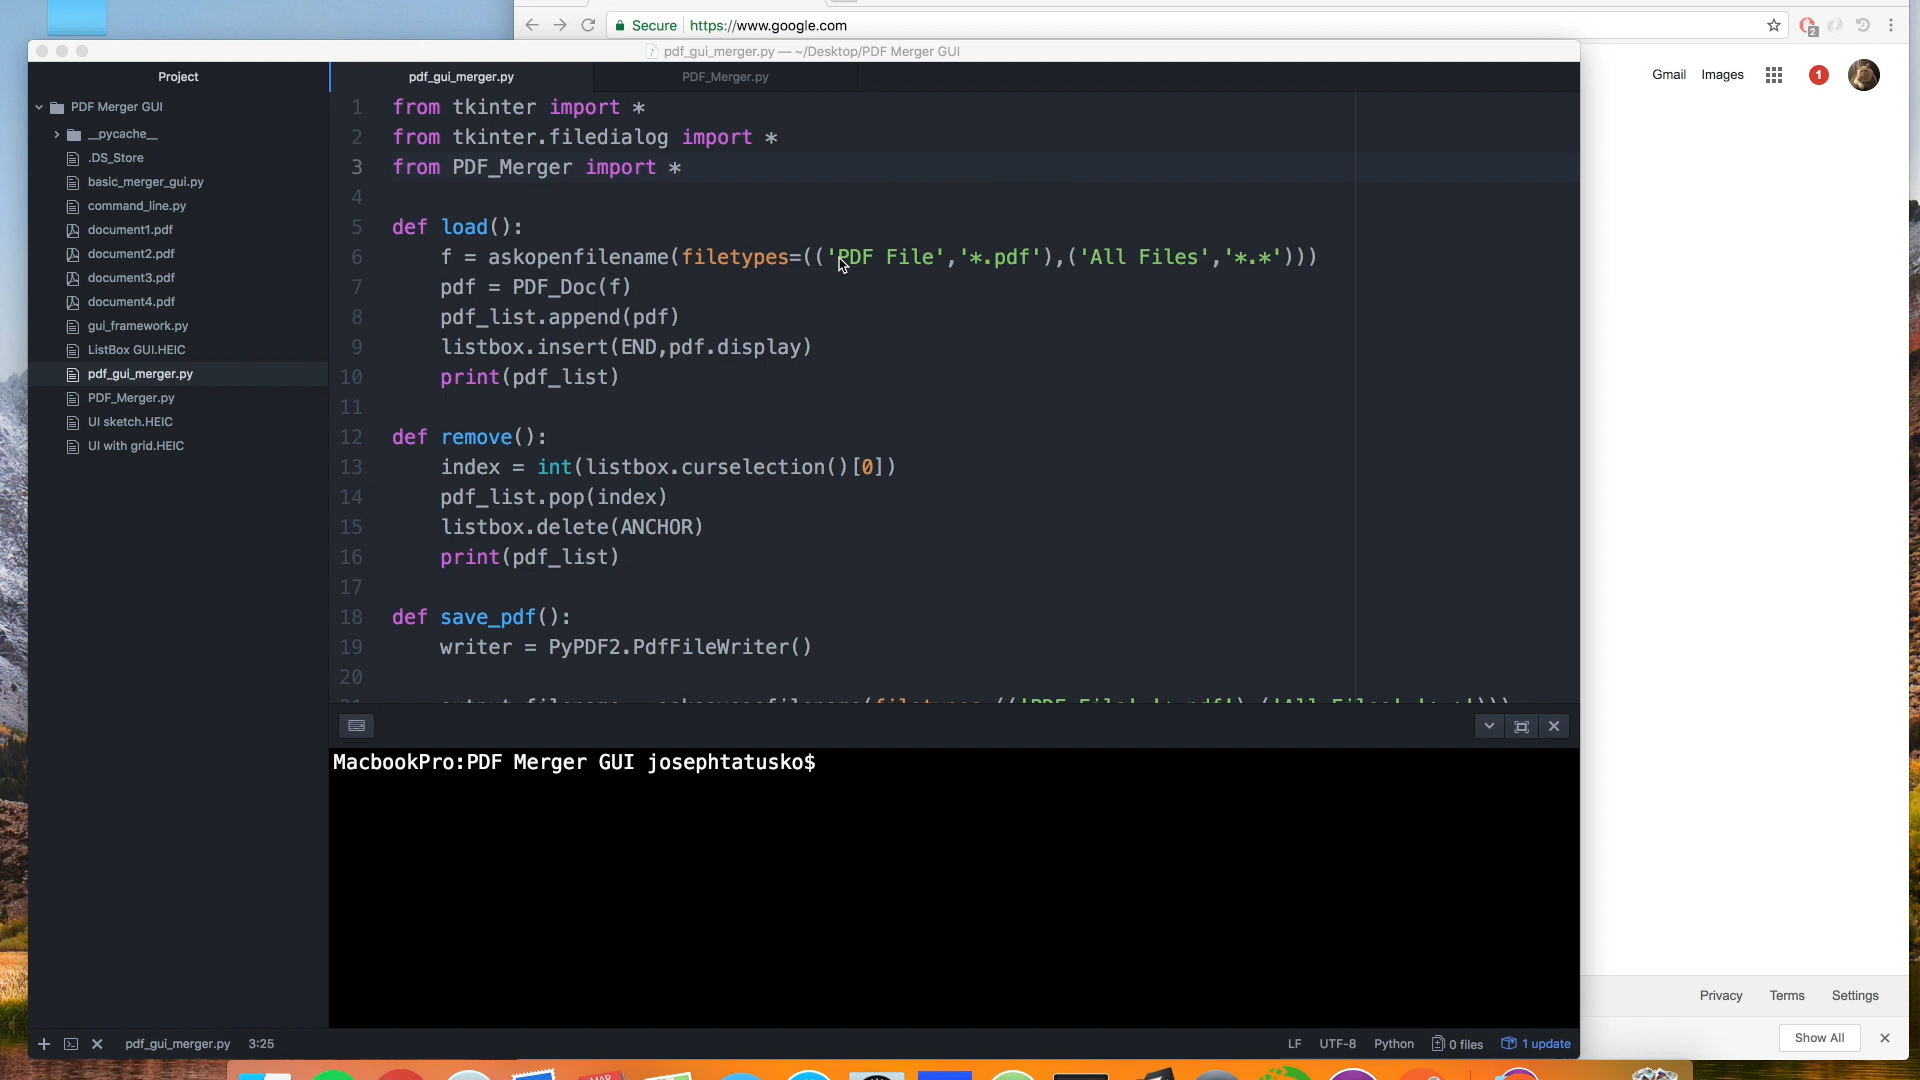 Secure https://www.google.com
pdf_gui_merger.py — ~/Desktop/PDF Merger GUI
Gmail Images 1
2
Project
PDF Merger GUI
__pycache__
.DS_Store
basic_merger_gui.py
command_line.py
document1.pdf
document2.pdf
document3.pdf
document4.pdf
gui_framework.py
ListBox GUI.HEIC
pdf_gui_merger.py
PDF_Merger.py
UI sketch.HEIC
UI with grid.HEIC
pdf_gui_merger.py PDF_Merger.py
1 from tkinter import *
2 from tkinter.filedialog import *
3 from PDF_Merger import *
4
5 def load():
6 f = askopenfilename(filetypes=(('PDF File','*.pdf'),('All Files','*.*')))
7 pdf = PDF_Doc(f)
8 pdf_list.append(pdf)
9 listbox.insert(END,pdf.display)
10 print(pdf_list)
11
12 def remove():
13 index = int(listbox.curselection()[0])
14 pdf_list.pop(index)
15 listbox.delete(ANCHOR)
16 print(pdf_list)
17
18 def save_pdf():
19 writer = PyPDF2.PdfFileWriter()
20
MacbookPro:PDF Merger GUI josephtatusko$
pdf_gui_merger.py 3:25
LF UTF-8 Python 0 files 1 update
Privacy Terms Settings
Show All
MAR